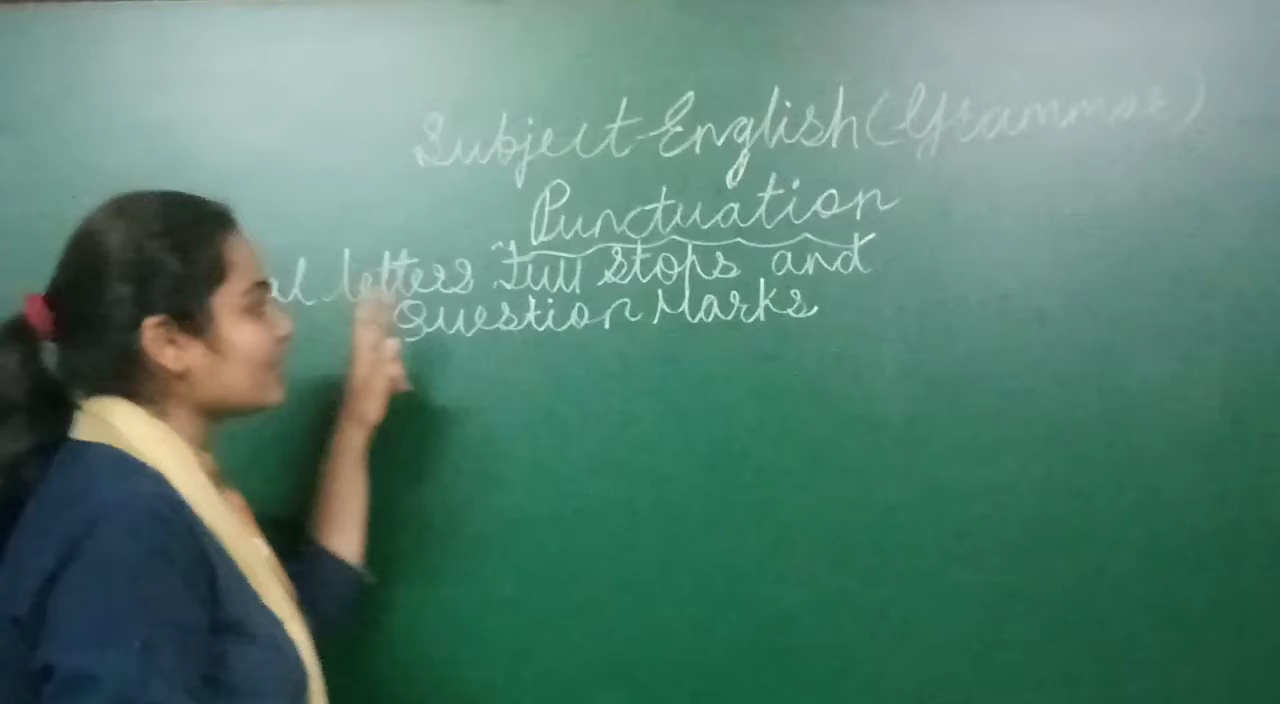 Subject-English (Grammar)
Punctuation
letters Full Stops and
Question Marks